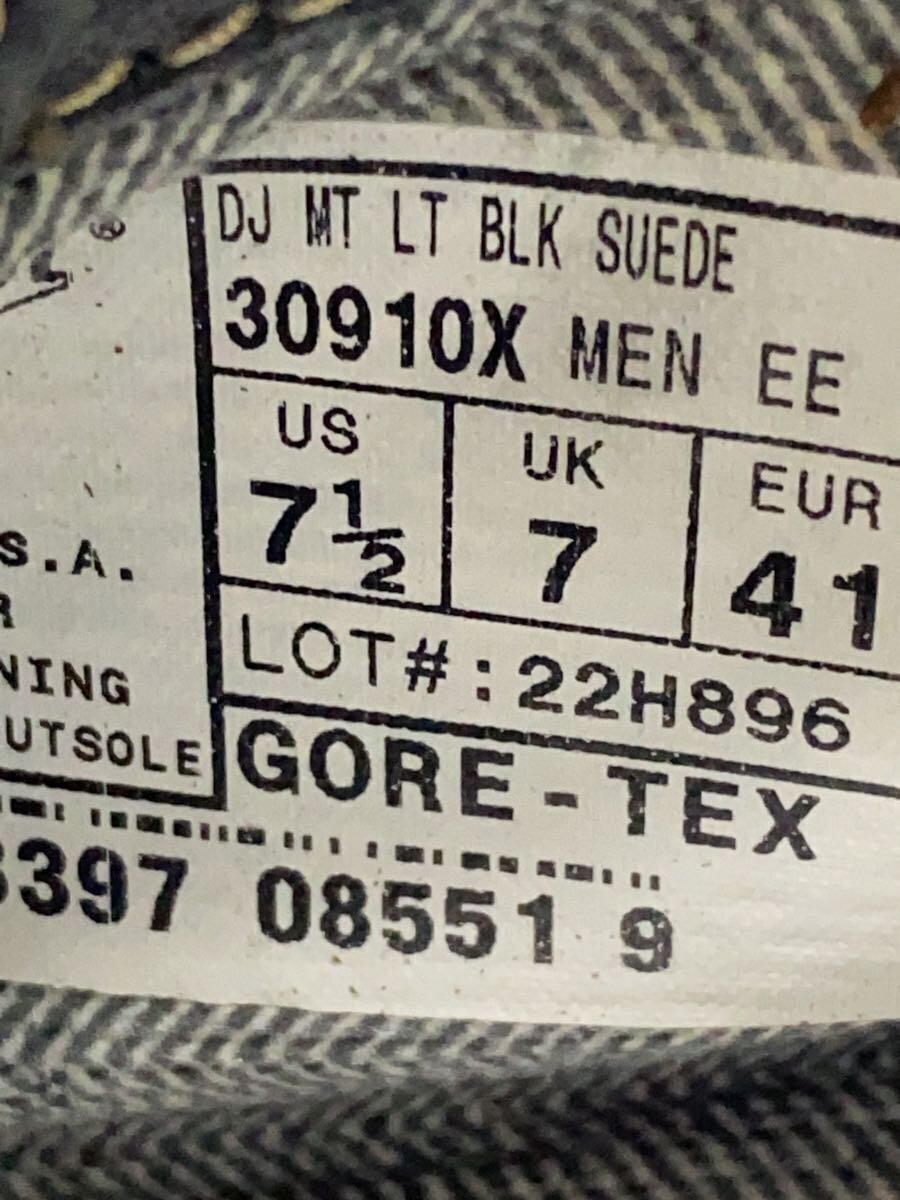 ®
DJ MT LT BLK SUEDE
30910X MEN EE
US UK EUR
7½ 7 41
LOT#:22H896
GORE-TEX
S.A.
R
NING
UTSOLE
397 08551 9